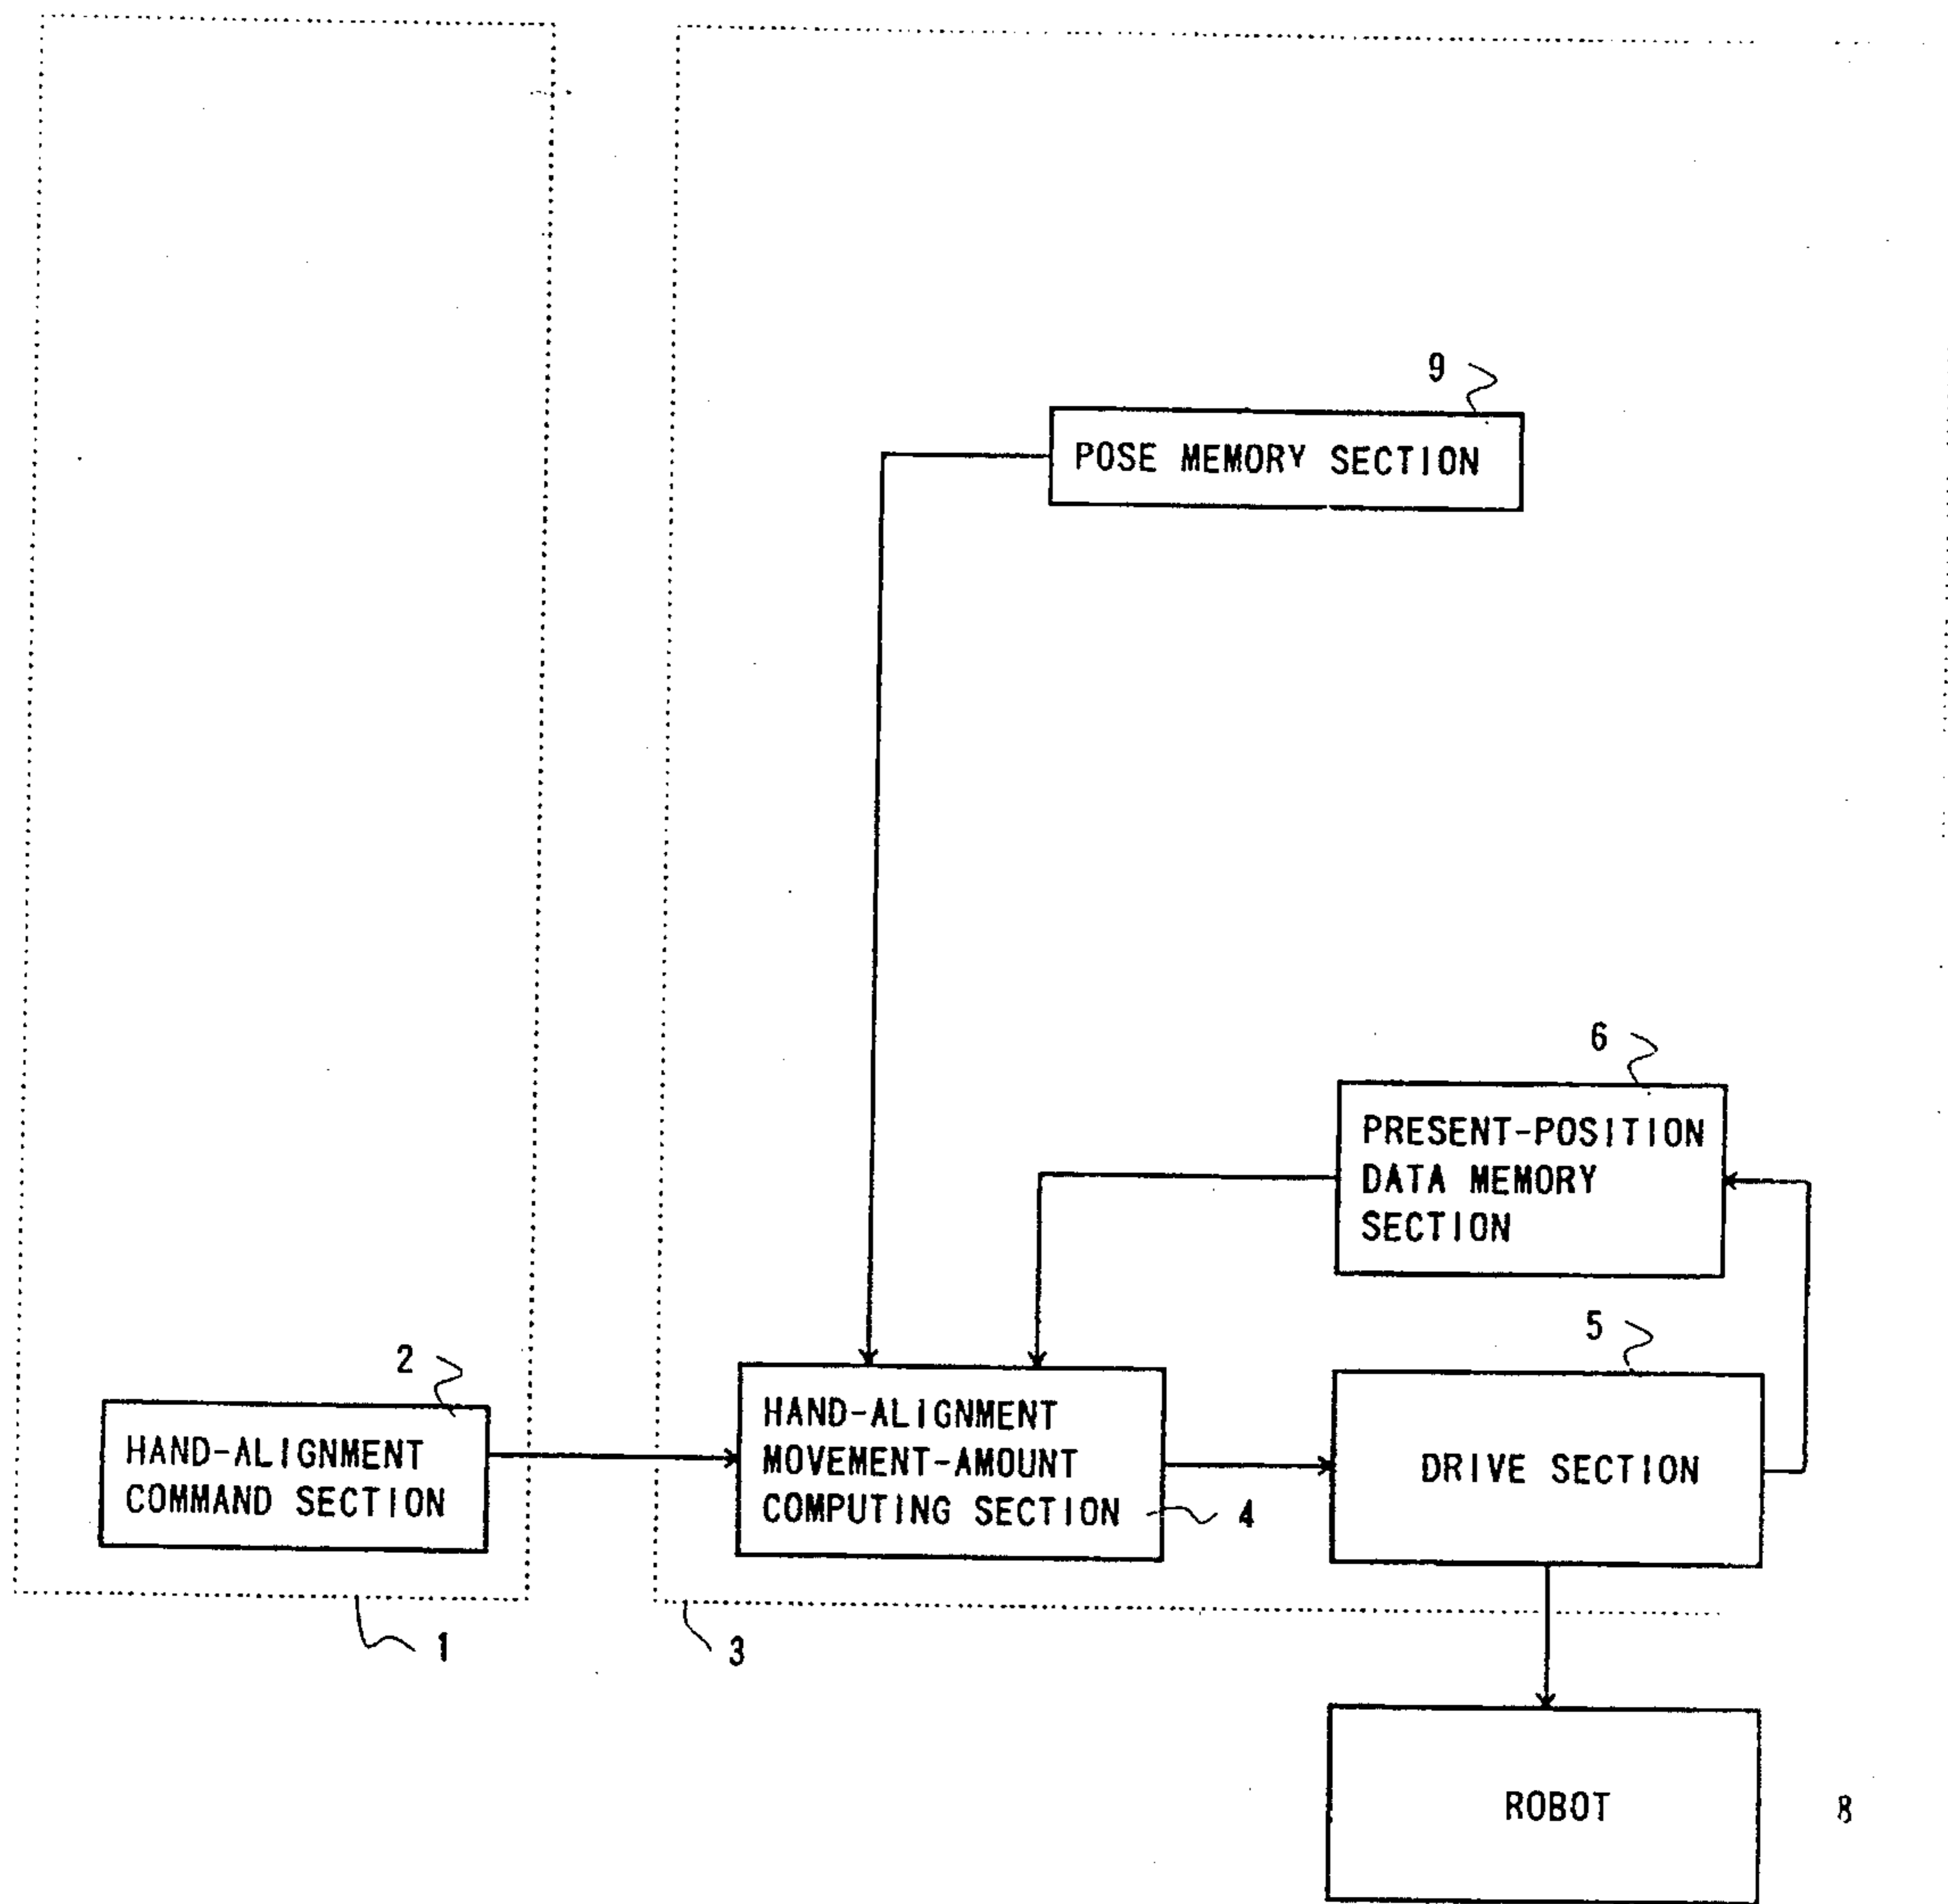 9
POSE MEMORY SECTION
6
PRESENT-POSITION
DATA MEMORY
SECTION
5
2
HAND-ALIGNMENT
COMMAND SECTION
HAND-ALIGNMENT
MOVEMENT-AMOUNT
COMPUTING SECTION
4
DRIVE SECTION
1
3
ROBOT
8